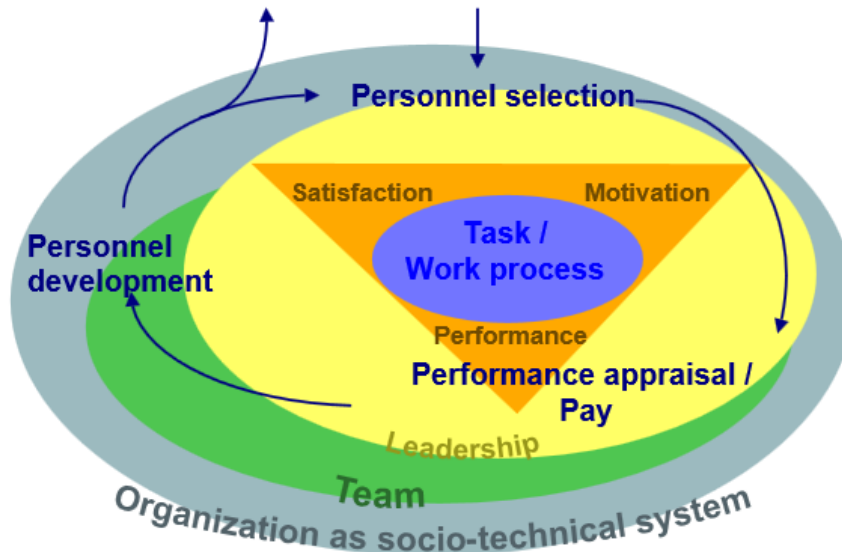 Personnel selection
Satisfaction
Motivation
Task /
Work process
Personnel
development
Performance
Performance appraisal /
Pay
Leadership
Team
Organization as socio-technical system